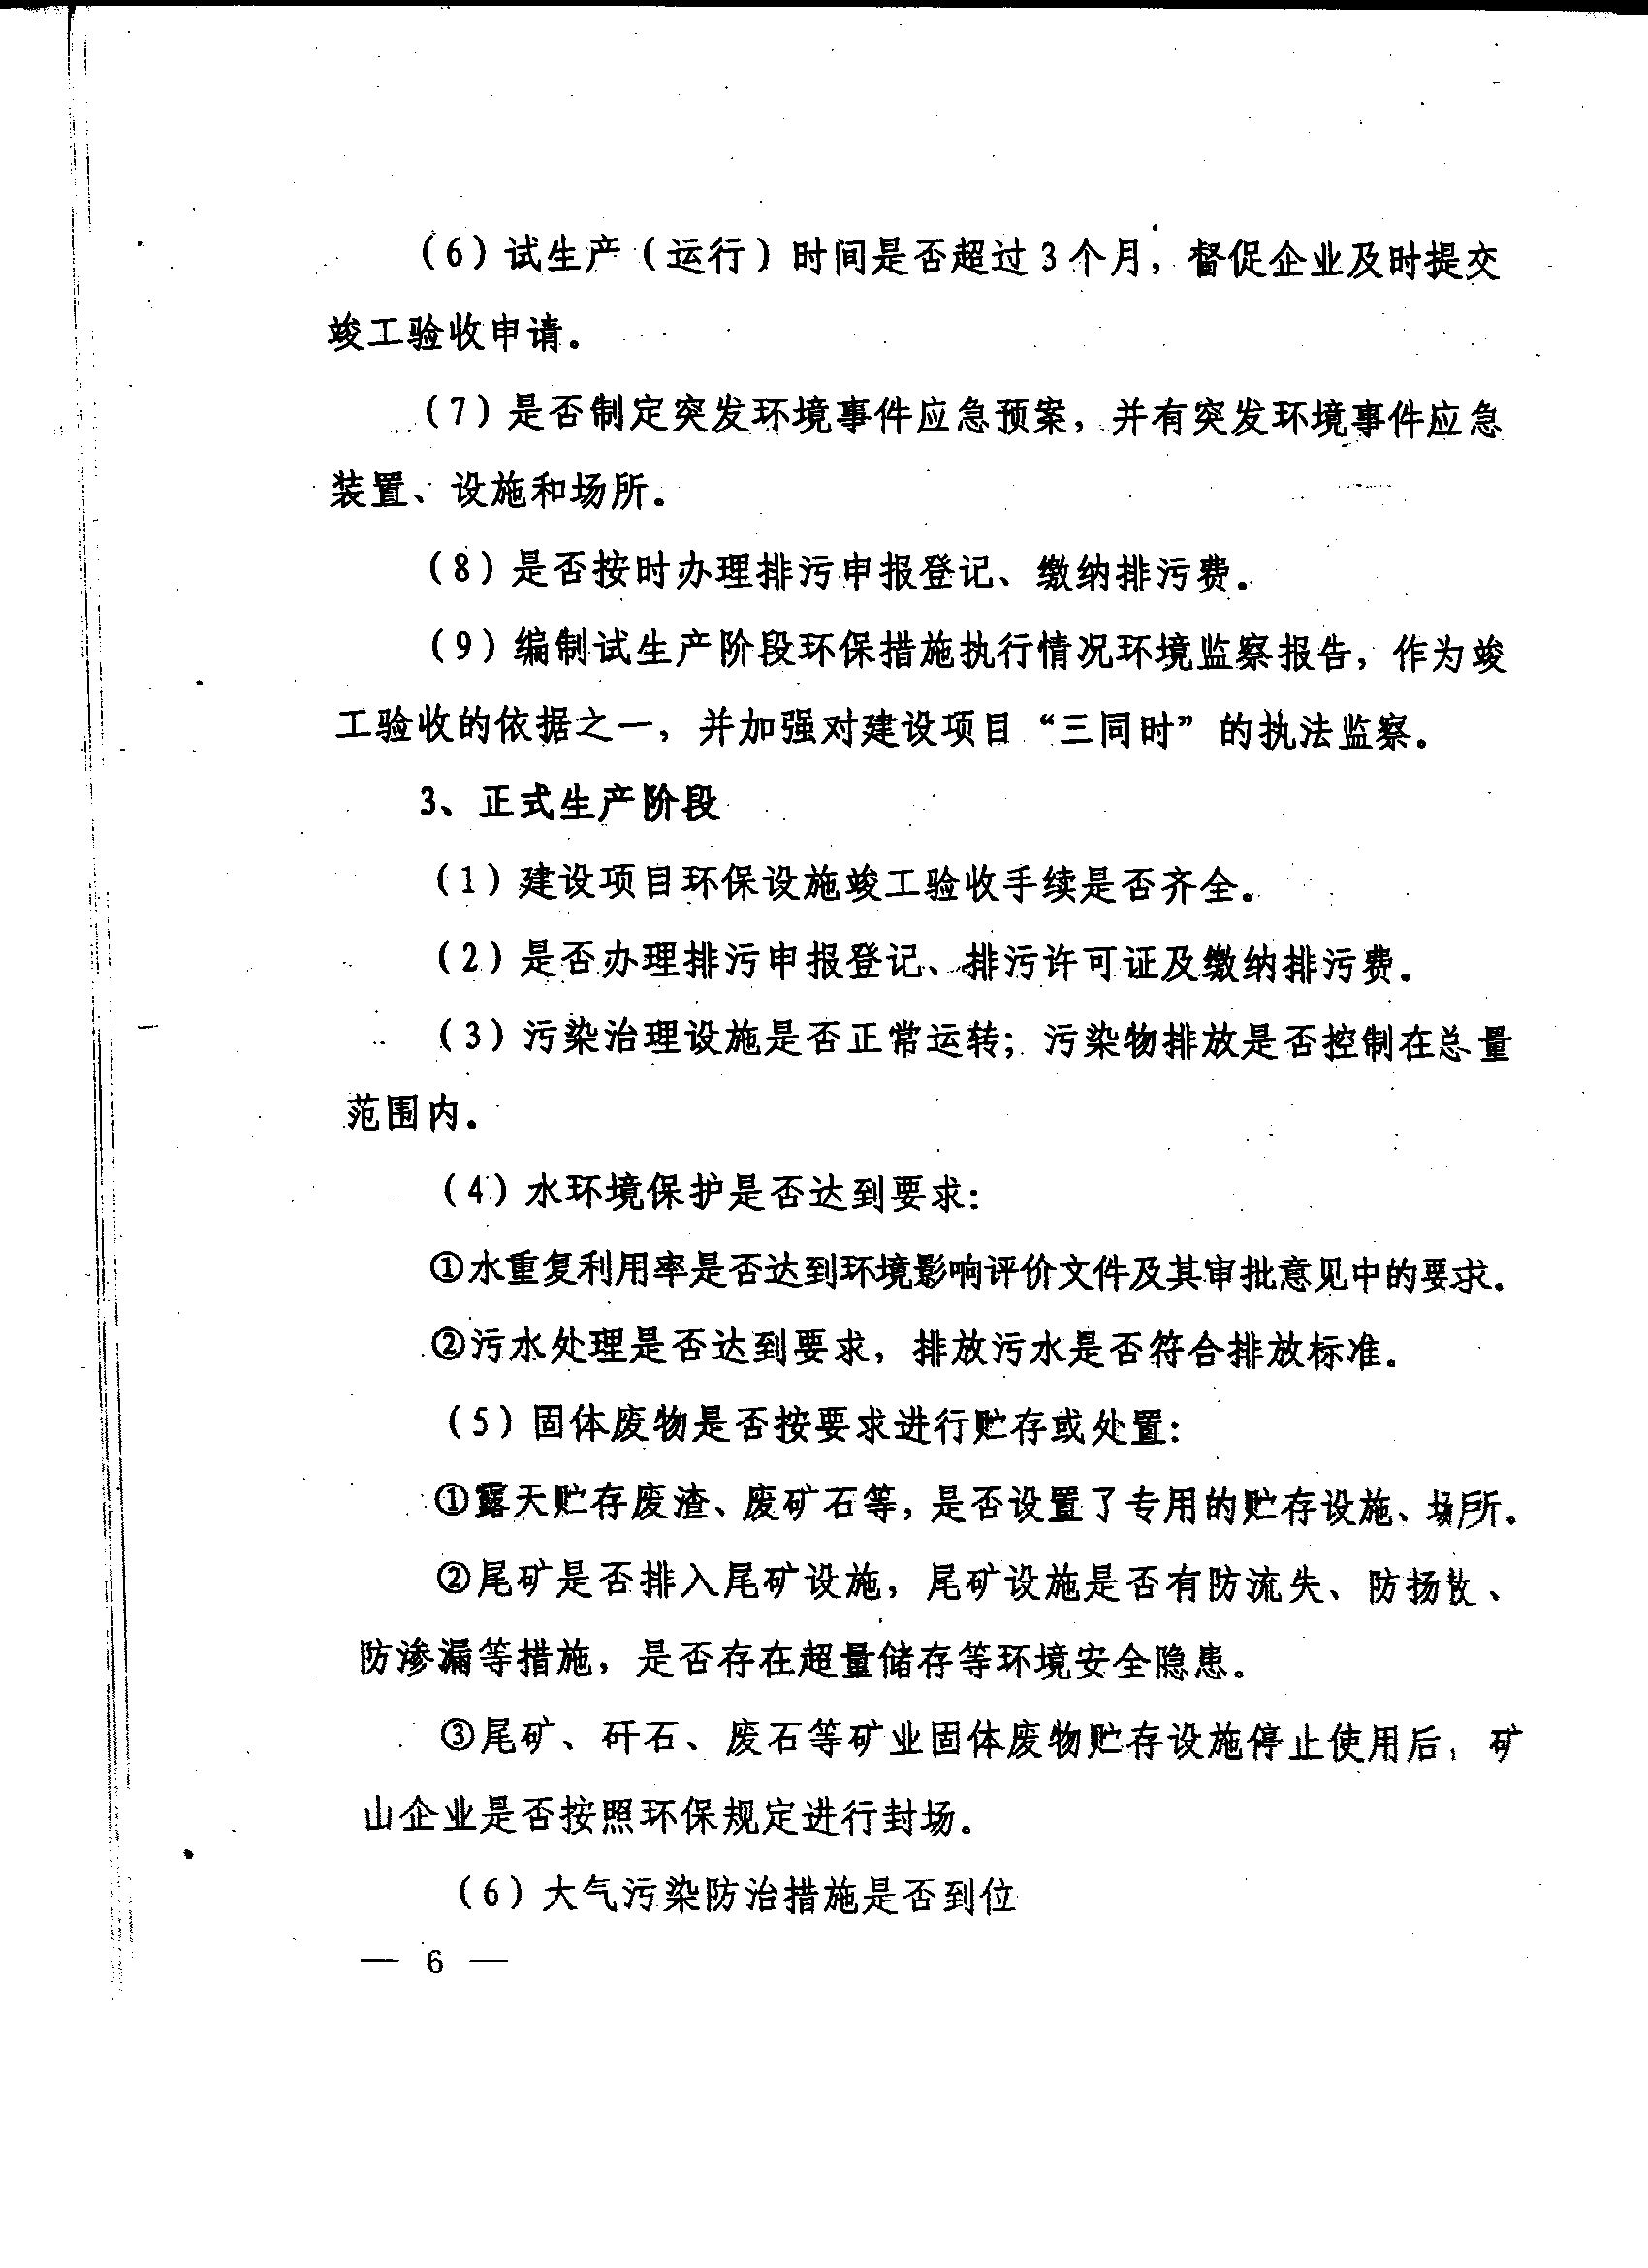 （6）试生产（运行）时间是否超过3个月，督促企业及时提交
竣工验收申请。
（7）是否制定突发环境事件应急预案，并有突发环境事件应急
装置、设施和场所。
（8）是否按时办理排污申报登记、缴纳排污费。
（9）编制试生产阶段环保措施执行情况环境监察报告，作为竣
工验收的依据之一，并加强对建设项目“三同时”的执法监察。
3、正式生产阶段
（1）建设项目环保设施竣工验收手续是否齐全。
（2）是否办理排污申报登记、排污许可证及缴纳排污费。
（3）污染治理设施是否正常运转；污染物排放是否控制在总量
范围内。
（4）水环境保护是否达到要求：
①水重复利用率是否达到环境影响评价文件及其审批意见中的要求。
②污水处理是否达到要求，排放污水是否符合排放标准。
（5）固体废物是否按要求进行贮存或处置：
①露天贮存废渣、废矿石等，是否设置了专用的贮存设施、场所。
②尾矿是否排入尾矿设施，尾矿设施是否有防流失、防扬散、
防渗漏等措施，是否存在超量储存等环境安全隐患。
③尾矿、矸石、废石等矿业固体废物贮存设施停止使用后，矿
山企业是否按照环保规定进行封场。
（6）大气污染防治措施是否到位
— 6 —